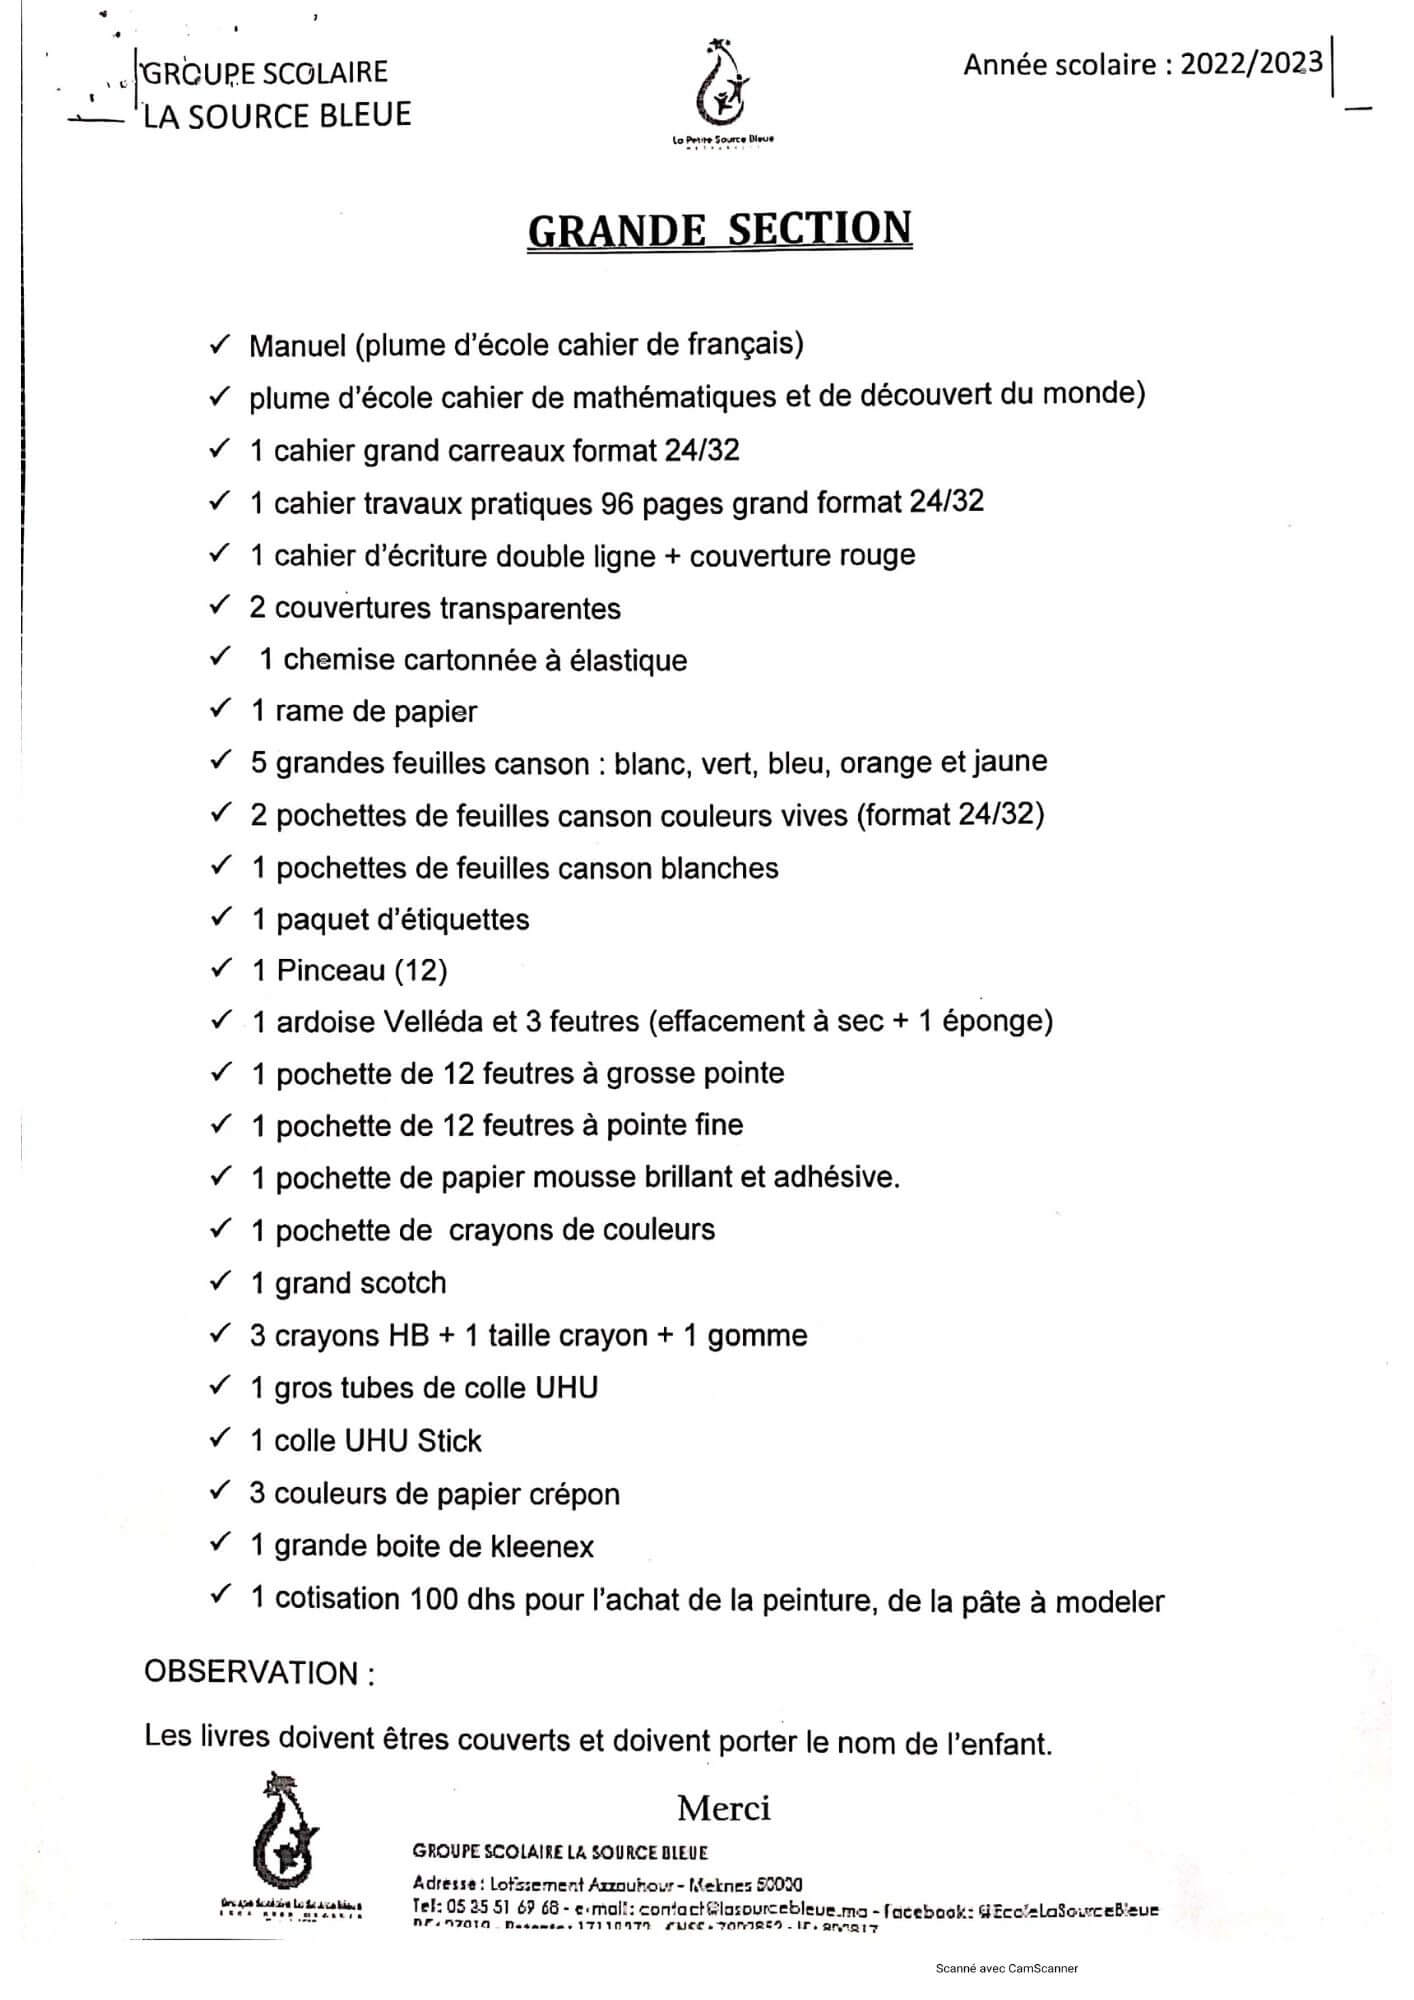 GROUPE SCOLAIRE
LA SOURCE BLEUE
La Petite Source Bleue
Année scolaire : 2022/2023
GRANDE SECTION
✓ Manuel (plume d'école cahier de français)
✓ plume d'école cahier de mathématiques et de découvert du monde)
✓ 1 cahier grand carreaux format 24/32
✓ 1 cahier travaux pratiques 96 pages grand format 24/32
✓ 1 cahier d'écriture double ligne + couverture rouge
✓ 2 couvertures transparentes
✓ 1 chemise cartonnée à élastique
✓ 1 rame de papier
✓ 5 grandes feuilles canson : blanc, vert, bleu, orange et jaune
✓ 2 pochettes de feuilles canson couleurs vives (format 24/32)
✓ 1 pochettes de feuilles canson blanches
✓ 1 paquet d'étiquettes
✓ 1 Pinceau (12)
✓ 1 ardoise Velléda et 3 feutres (effacement à sec + 1 éponge)
✓ 1 pochette de 12 feutres à grosse pointe
✓ 1 pochette de 12 feutres à pointe fine
✓ 1 pochette de papier mousse brillant et adhésive.
✓ 1 pochette de crayons de couleurs
✓ 1 grand scotch
✓ 3 crayons HB + 1 taille crayon + 1 gomme
✓ 1 gros tubes de colle UHU
✓ 1 colle UHU Stick
✓ 3 couleurs de papier crépon
✓ 1 grande boite de kleenex
✓ 1 cotisation 100 dhs pour l'achat de la peinture, de la pâte à modeler
OBSERVATION :
Les livres doivent êtres couverts et doivent porter le nom de l'enfant.
Merci
Groupe Scolaire La Source Bleue
GROUPE SCOLAIRE LA SOURCE BLEUE
Adresse : Lotissement Azzouhour - Meknes 50000
Tel: 05 35 51 69 68 - e-mail: contact@lasourcebleue.ma - facebook: @EcoleLaSourceBleue
Scanné avec CamScanner